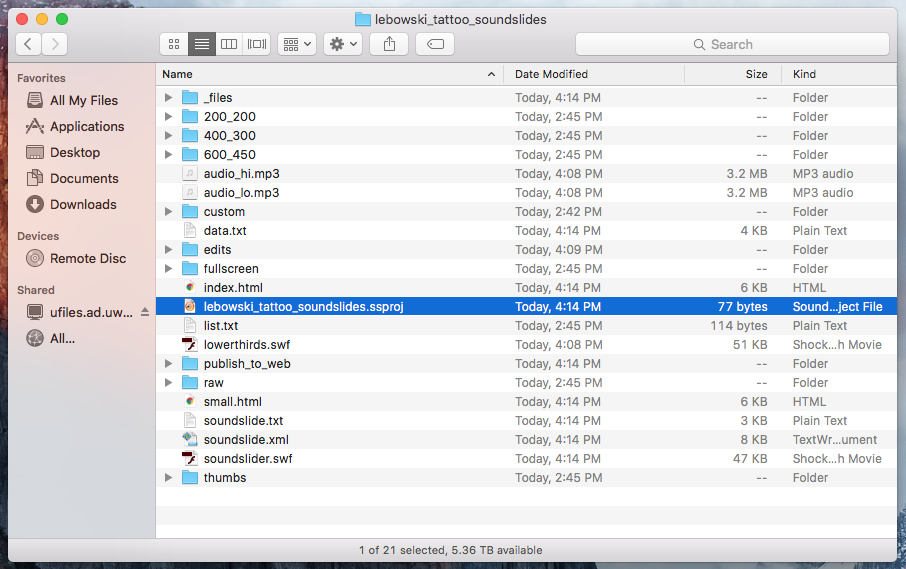 lebowski_tattoo_soundslides
Search
Favorites
All My Files
Applications
Desktop
Documents
Downloads
Devices
Remote Disc
Shared
ufiles.ad.uw...
All...
Name Date Modified Size Kind
_files Today, 4:14 PM -- Folder
200_200 Today, 2:45 PM -- Folder
400_300 Today, 2:45 PM -- Folder
600_450 Today, 2:45 PM -- Folder
audio_hi.mp3 Today, 4:08 PM 3.2 MB MP3 audio
audio_lo.mp3 Today, 4:08 PM 3.2 MB MP3 audio
custom Today, 2:42 PM -- Folder
data.txt Today, 4:14 PM 4 KB Plain Text
edits Today, 4:09 PM -- Folder
fullscreen Today, 2:45 PM -- Folder
index.html Today, 4:14 PM 6 KB HTML
lebowski_tattoo_soundslides.ssproj Today, 4:14 PM 77 bytes Sound...ject File
list.txt Today, 2:45 PM 114 bytes Plain Text
lowerthirds.swf Today, 4:08 PM 51 KB Shock...h Movie
publish_to_web Today, 4:14 PM -- Folder
raw Today, 2:45 PM -- Folder
small.html Today, 4:14 PM 6 KB HTML
soundslide.txt Today, 4:14 PM 3 KB Plain Text
soundslide.xml Today, 4:14 PM 8 KB TextWr...ument
soundslider.swf Today, 4:14 PM 47 KB Shock...h Movie
thumbs Today, 2:45 PM -- Folder
1 of 21 selected, 5.36 TB available